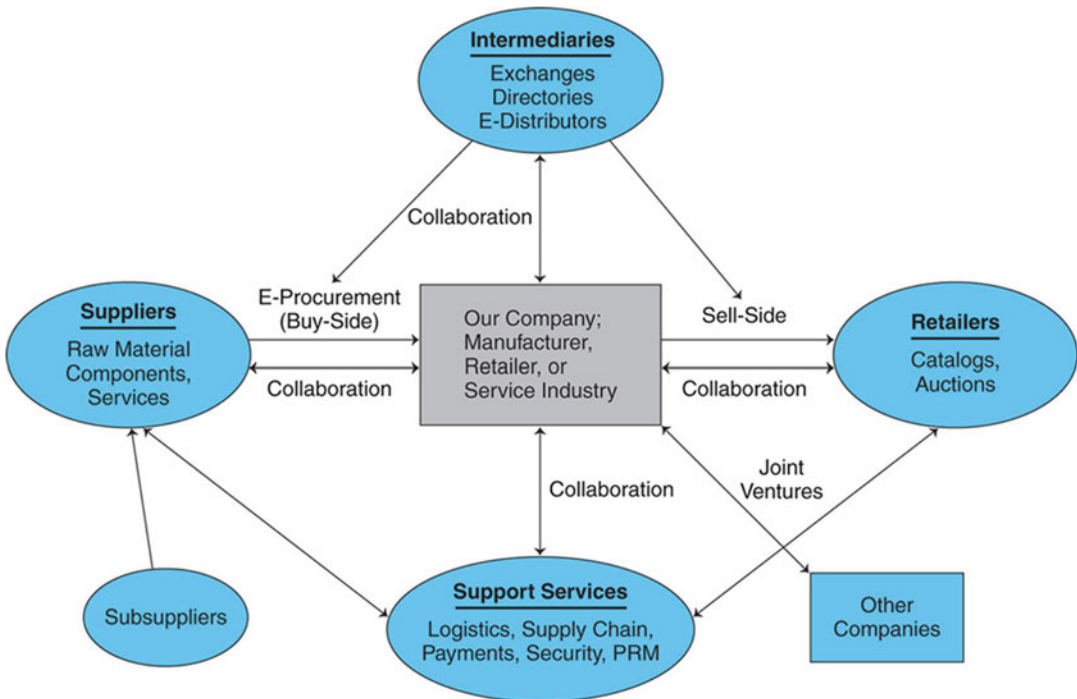 Intermediaries
Exchanges
Directories
E-Distributors
Collaboration
E-Procurement
(Buy-Side)
Sell-Side
Suppliers
Raw Material
Components,
Services
Collaboration
Our Company;
Manufacturer,
Retailer, or
Service Industry
Collaboration
Retailers
Catalogs,
Auctions
Collaboration
Joint
Ventures
Subsuppliers
Support Services
Logistics, Supply Chain,
Payments, Security, PRM
Other
Companies